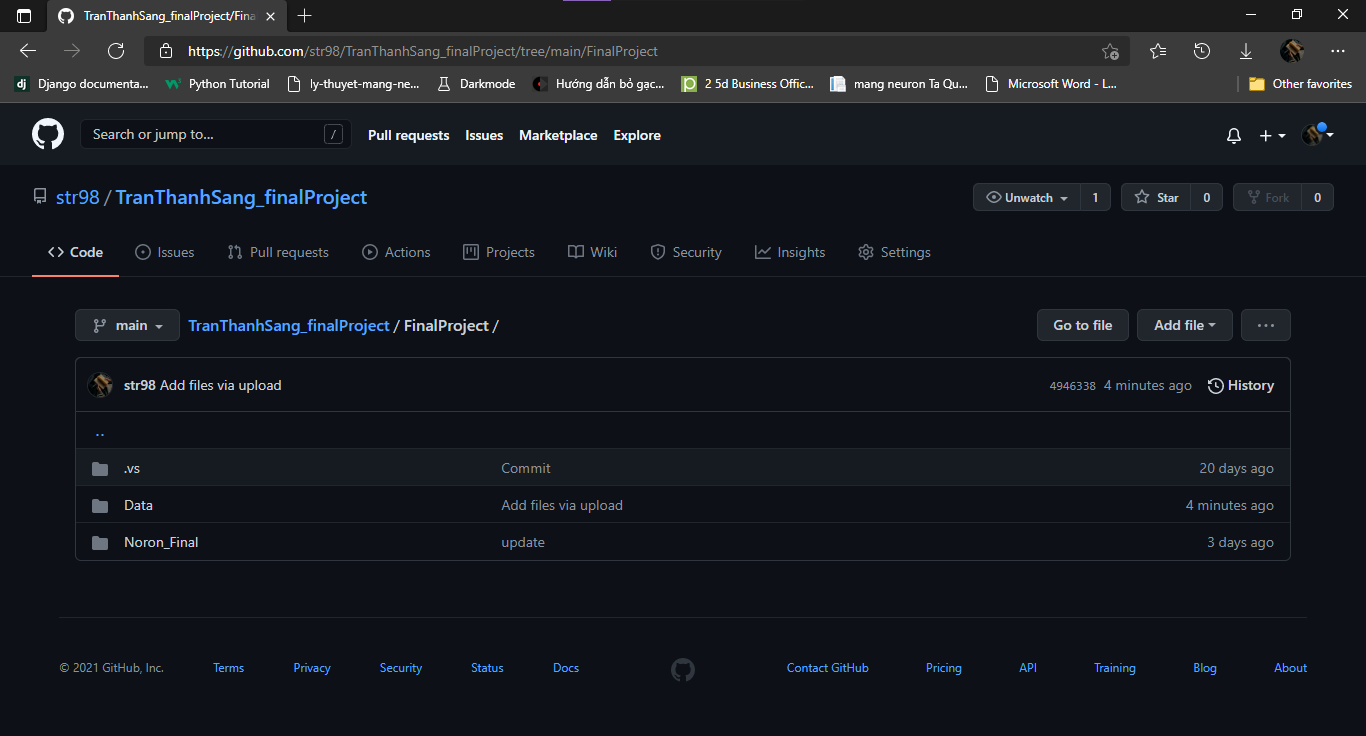 TranThanhSang_finalProject/Fina
https://github.com/str98/TranThanhSang_finalProject/tree/main/FinalProject
dj Django documenta... Python Tutorial ly-thuyet-mang-ne... Darkmode Hướng dẫn bỏ gạc... 2 5d Business Offic... mang neuron Ta Qu... Microsoft Word - L... Other favorites
Search or jump to... / Pull requests Issues Marketplace Explore
str98 / TranThanhSang_finalProject Unwatch 1 Star 0 Fork 0
Code Issues Pull requests Actions Projects Wiki Security Insights Settings
main TranThanhSang_finalProject / FinalProject / Go to file Add file ...
str98 Add files via upload 4946338 4 minutes ago History
..
.vs Commit 20 days ago
Data Add files via upload 4 minutes ago
Noron_Final update 3 days ago
© 2021 GitHub, Inc. Terms Privacy Security Status Docs Contact GitHub Pricing API Training Blog About